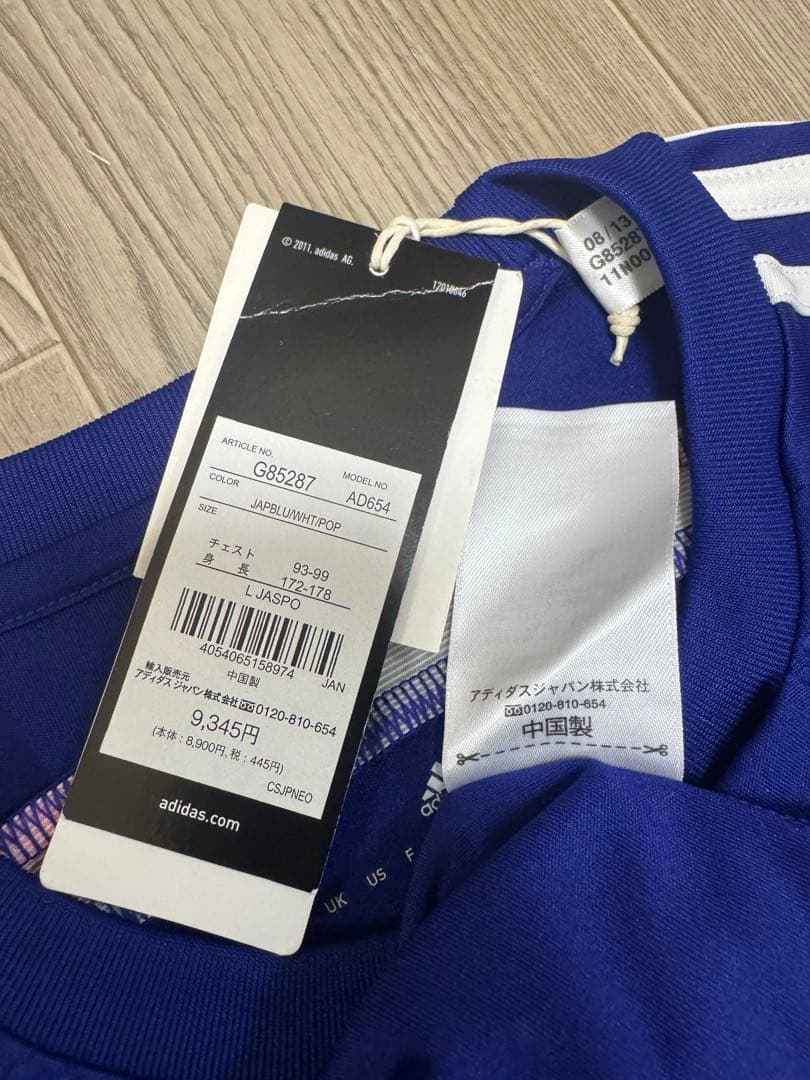 © 2011, adidas AG.
12010646
ARTICLE NO.
G85287
MODEL NO.
AD654
COLOR
JAPBLU/WHT/POP
SIZE
チェスト 93-99
身 長 172-178
L JASPO
4054065158974
JAN
中国製
輸入販売元
アディダス ジャパン 株式会社 0120-810-654
9,345円
(本体：8,900円、税：445円)
CSJPNEO
adidas.com
08/13
G8528
11N00
アディダスジャパン株式会社
0120-810-654
中国製
UK
US
F